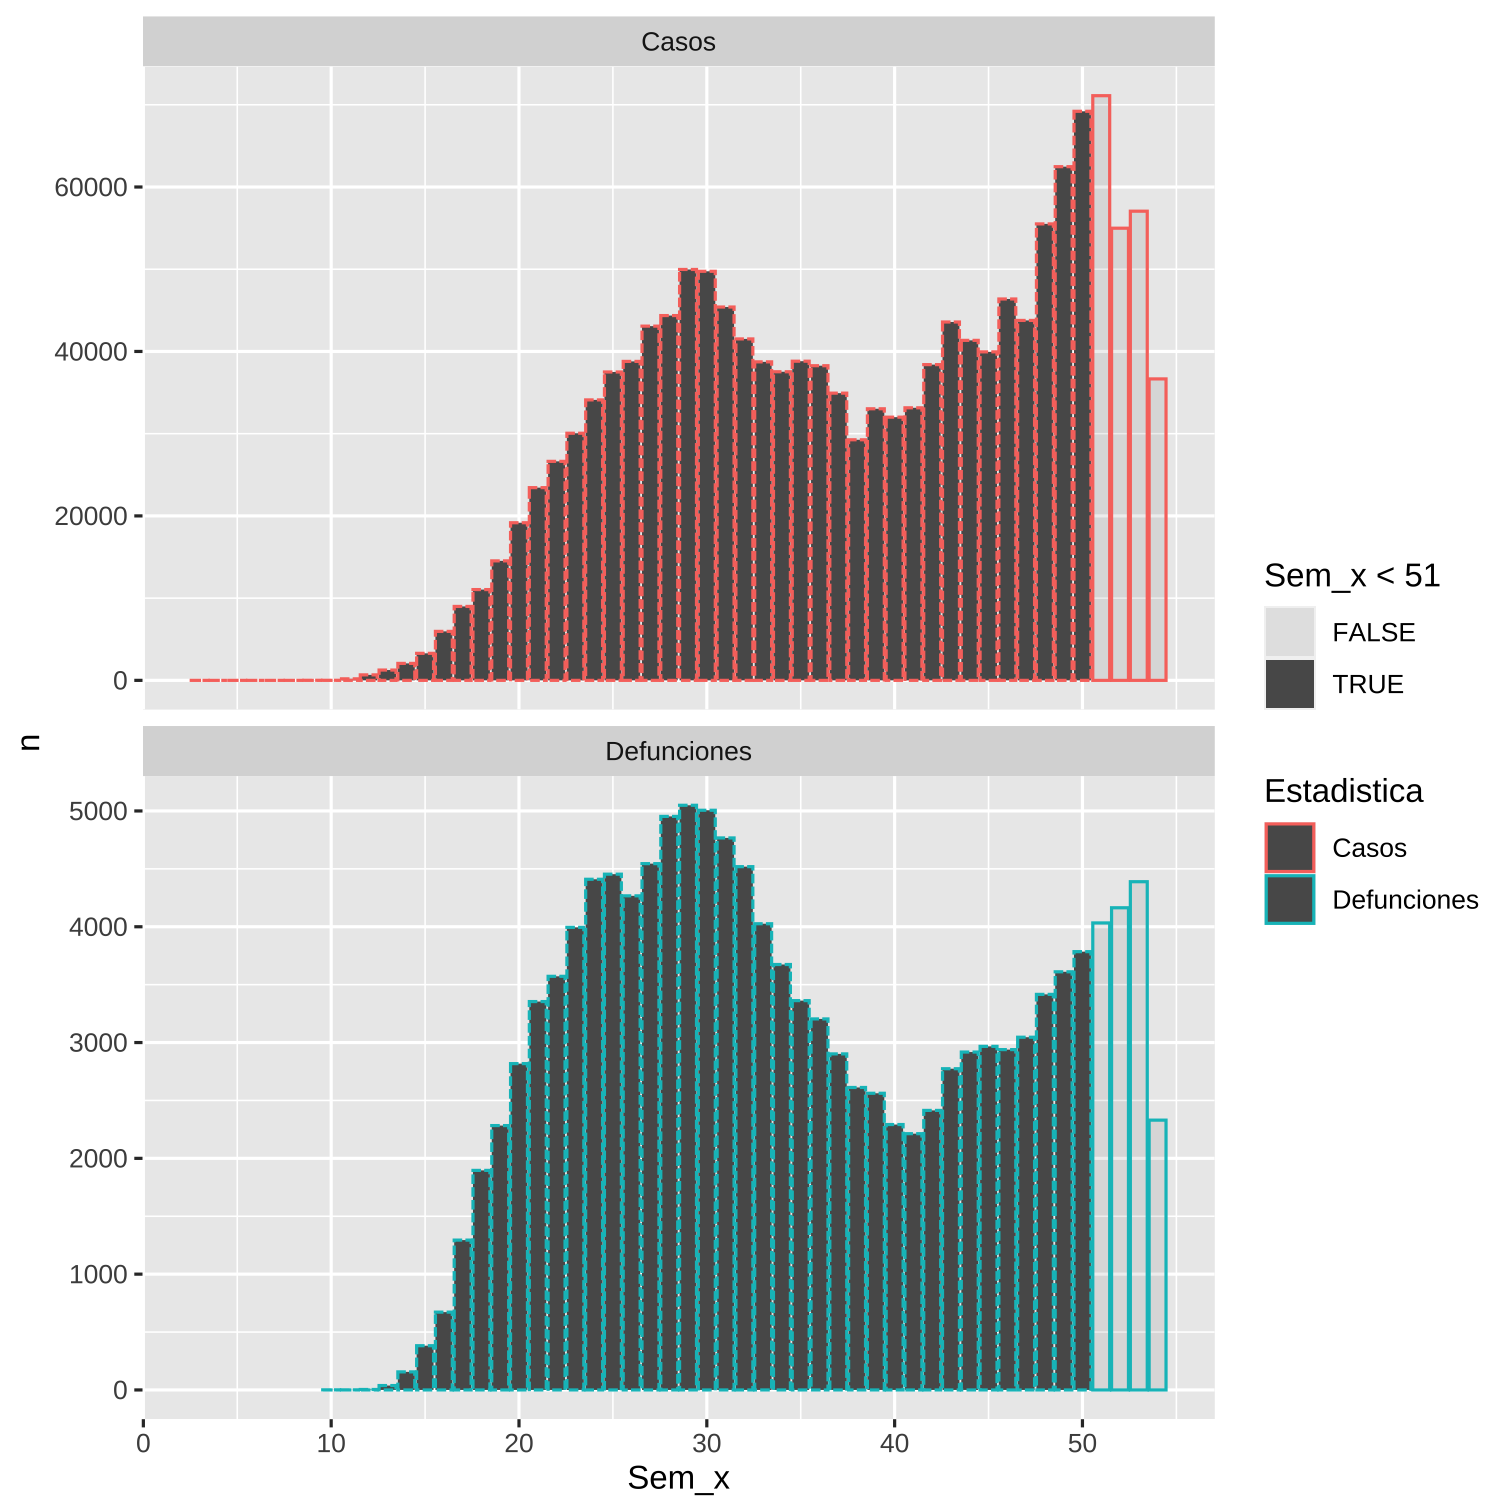 Casos
60000
40000
20000
0
n
Defunciones
5000
4000
3000
2000
1000
0
0 10 20 30 40 50
Sem_x
Sem_x < 51
FALSE
TRUE
Estadistica
Casos
Defunciones